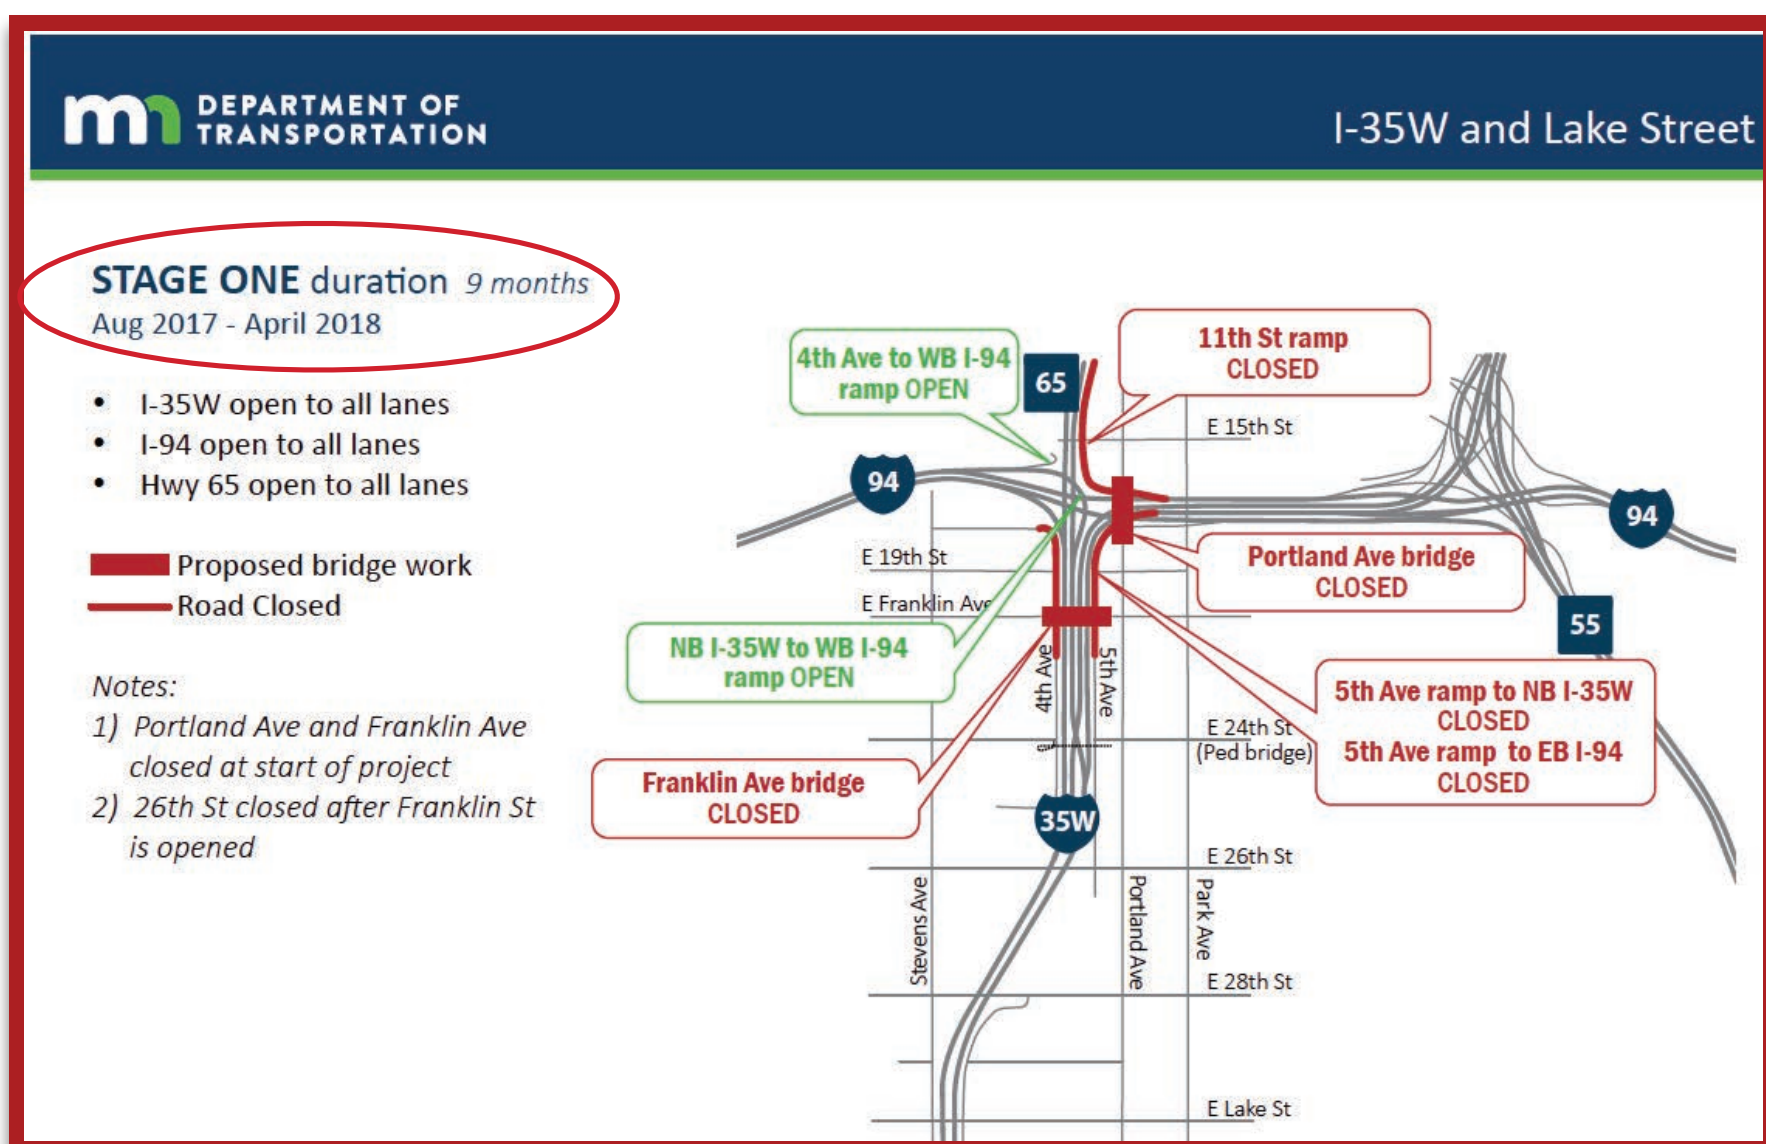 mn DEPARTMENT OF
TRANSPORTATION
I-35W and Lake Street
STAGE ONE duration 9 months
Aug 2017 - April 2018
• I-35W open to all lanes
• I-94 open to all lanes
• Hwy 65 open to all lanes
Proposed bridge work
Road Closed
Notes:
1) Portland Ave and Franklin Ave
closed at start of project
2) 26th St closed after Franklin St
is opened
4th Ave to WB I-94
ramp OPEN
65
11th St ramp
CLOSED
E 15th St
94
94
E 19th St
Portland Ave bridge
CLOSED
E Franklin Ave
55
NB I-35W to WB I-94
ramp OPEN
4th Ave
5th Ave
5th Ave ramp to NB I-35W
CLOSED
5th Ave ramp to EB I-94
CLOSED
E 24th St
(Ped bridge)
Franklin Ave bridge
CLOSED
35W
E 26th St
Stevens Ave
Portland Ave
Park Ave
E 28th St
E Lake St